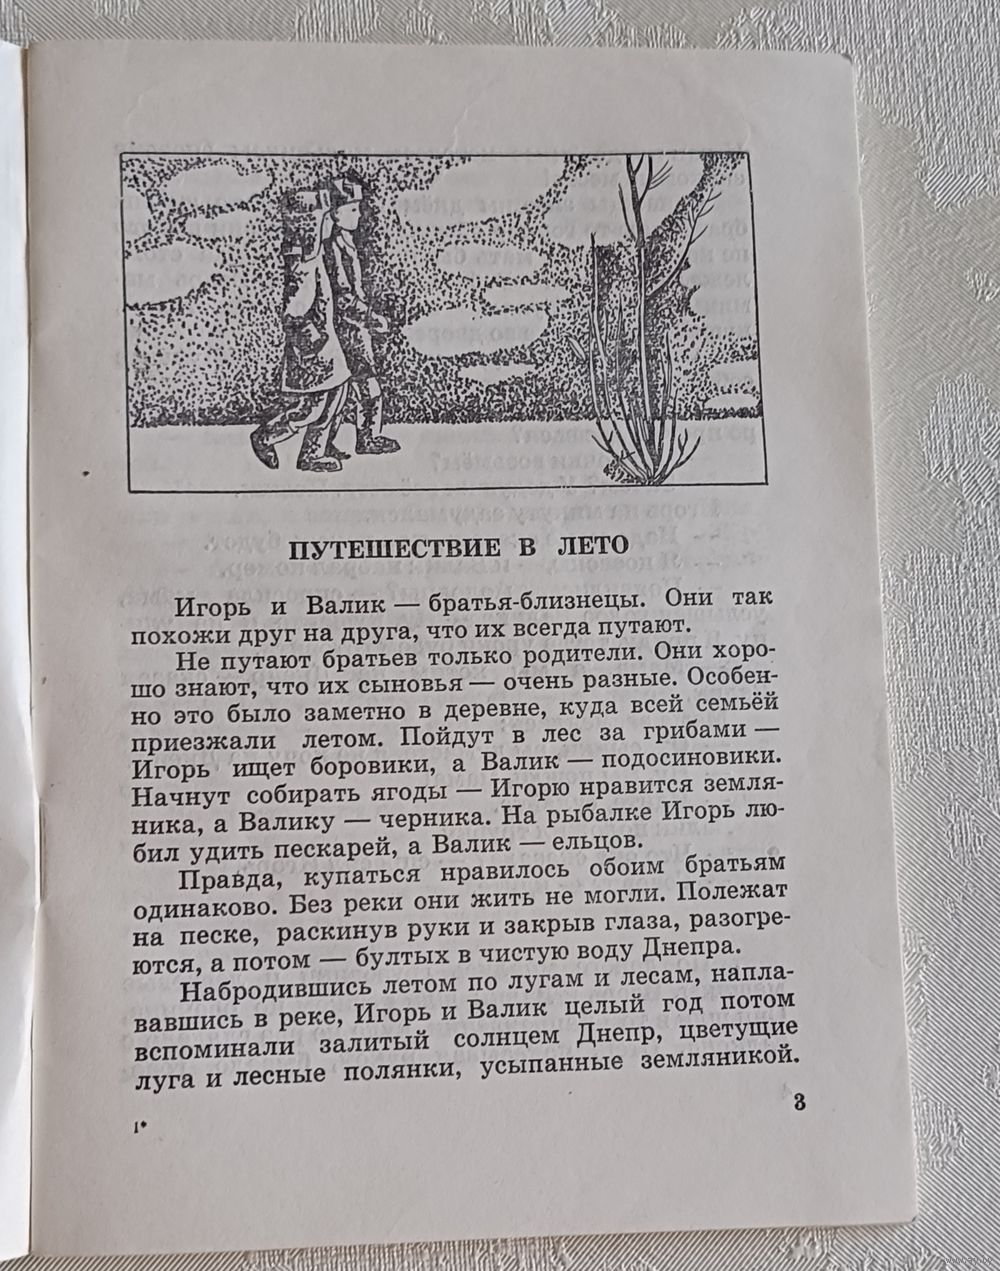 ПУТЕШЕСТВИЕ В ЛЕТО
Игорь и Валик — братья-близнецы. Они так
похожи друг на друга, что их всегда путают.
Не путают братьев только родители. Они хоро-
шо знают, что их сыновья — очень разные. Особен-
но это было заметно в деревне, куда всей семьёй
приезжали летом. Пойдут в лес за грибами —
Игорь ищет боровики, а Валик — подосиновики.
Начнут собирать ягоды — Игорю нравится земля-
ника, а Валику — черника. На рыбалке Игорь лю-
бил удить пескарей, а Валик — ельцов.
Правда, купаться нравилось обоим братьям
одинаково. Без реки они жить не могли. Полежат
на песке, раскинув руки и закрыв глаза, разогре-
ются, а потом — бултых в чистую воду Днепра.
Набродившись летом по лугам и лесам, напла-
вавшись в реке, Игорь и Валик целый год потом
вспоминали залитый солнцем Днепр, цветущие
луга и лесные полянки, усыпанные земляникой.
3
1*